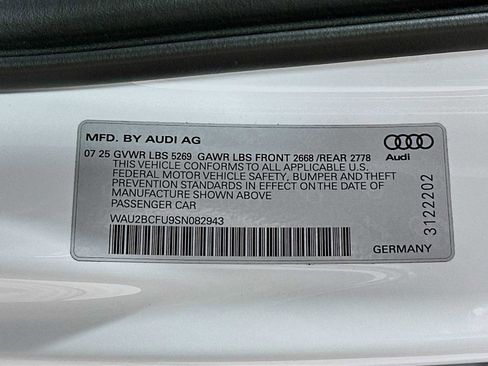 MFD. BY AUDI AG
07 25 GVWR LBS 5269 GAWR LBS FRONT 2668 /REAR 2778
THIS VEHICLE CONFORMS TO ALL APPLICABLE U.S.
FEDERAL MOTOR VEHICLE SAFETY, BUMPER AND THEFT
PREVENTION STANDARDS IN EFFECT ON THE DATE OF
MANUFACTURE SHOWN ABOVE
PASSENGER CAR
WAU2BCFU9SN082943
Audi
3122202
GERMANY